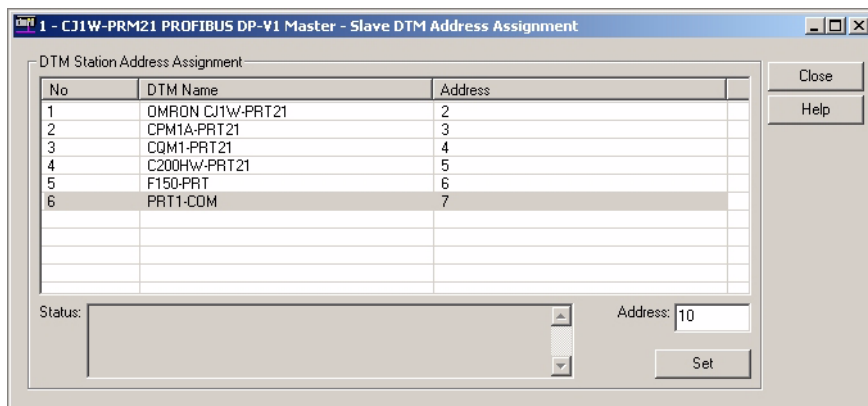 1 - CJ1W-PRM21 PROFIBUS DP-V1 Master - Slave DTM Address Assignment
DTM Station Address Assignment
No DTM Name Address
1 OMRON CJ1W-PRT21 2
2 CPM1A-PRT21 3
3 CQM1-PRT21 4
4 C200HW-PRT21 5
5 F150-PRT 6
6 PRT1-COM 7
Status:
Address: 10
Set
Close
Help